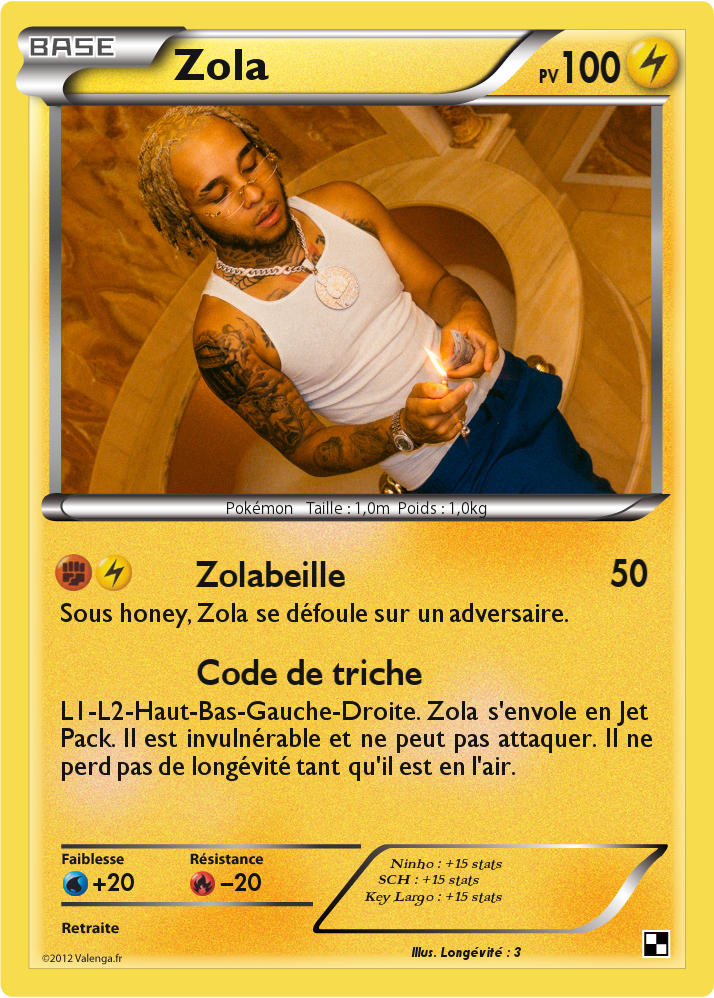 BASE
Zola
PV 100
Pokémon Taille : 1,0m Poids : 1,0kg
Zolabeille 50
Sous honey, Zola se défoule sur un adversaire.
Code de triche
L1-L2-Haut-Bas-Gauche-Droite. Zola s'envole en Jet
Pack. Il est invulnérable et ne peut pas attaquer. Il ne
perd pas de longévité tant qu'il est en l'air.
Faiblesse
+20
Résistance
−20
Ninho : +15 stats
SCH : +15 stats
Key Largo : +15 stats
Retraite
Illus. Longévité : 3
©2012 Valenga.fr